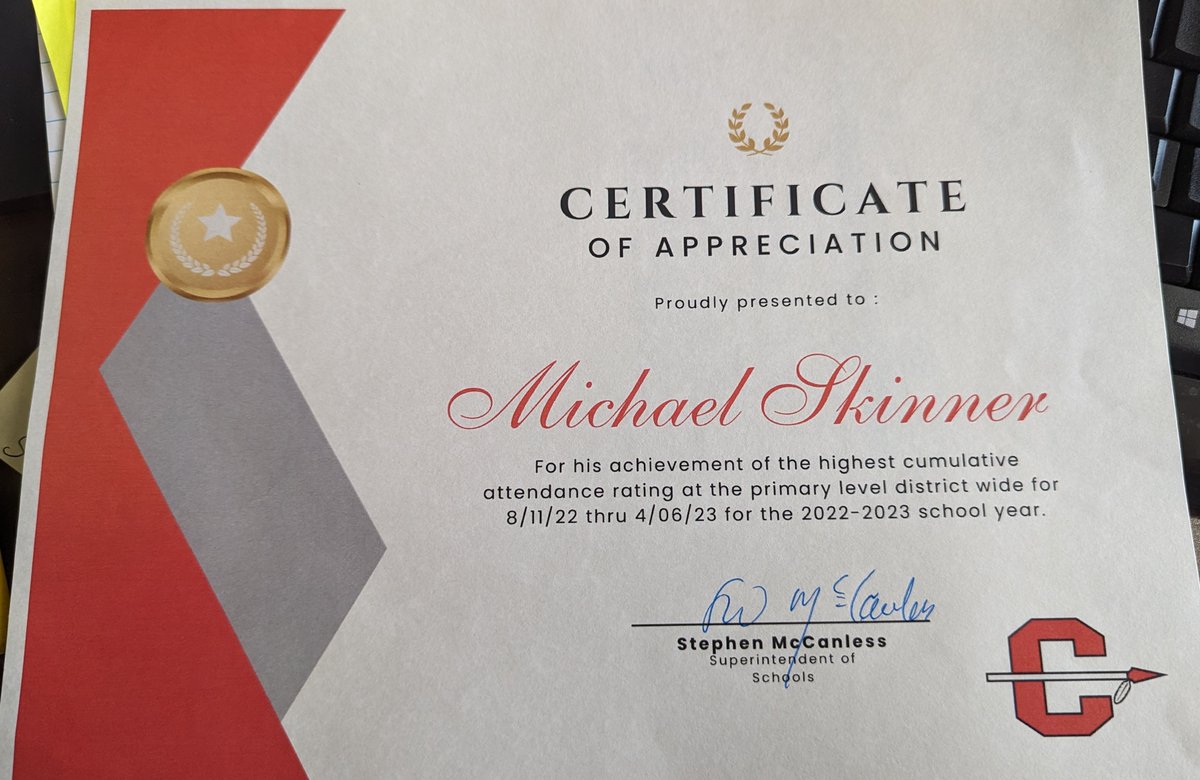 CERTIFICATE
OF APPRECIATION
Proudly presented to :
Michael Skinner
For his achievement of the highest cumulative
attendance rating at the primary level district wide for
8/11/22 thru 4/06/23 for the 2022-2023 school year.
SW McCanless
Stephen McCanless
Superintendent of
Schools
C